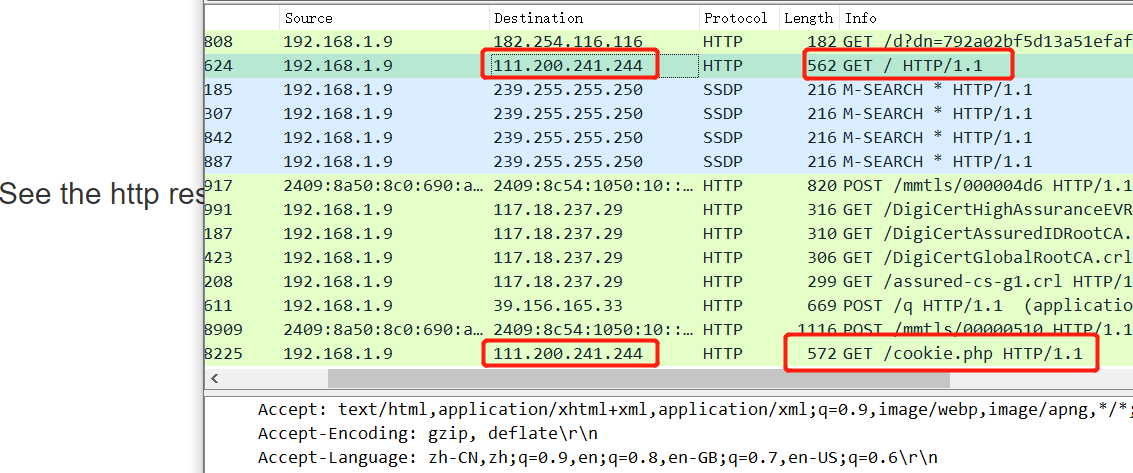 Source Destination Protocol Length Info
808 192.168.1.9 182.254.116.116 HTTP 182 GET /d?dn=792a02bf5d13a51efaf
624 192.168.1.9 111.200.241.244 HTTP 562 GET / HTTP/1.1
185 192.168.1.9 239.255.255.250 SSDP 216 M-SEARCH * HTTP/1.1
307 192.168.1.9 239.255.255.250 SSDP 216 M-SEARCH * HTTP/1.1
842 192.168.1.9 239.255.255.250 SSDP 216 M-SEARCH * HTTP/1.1
887 192.168.1.9 239.255.255.250 SSDP 216 M-SEARCH * HTTP/1.1
See the http res
917 2409:8a50:8c0:690:a… 2409:8c54:1050:10::… HTTP 820 POST /mmtls/000004d6 HTTP/1.1
991 192.168.1.9 117.18.237.29 HTTP 316 GET /DigiCertHighAssuranceEVR
187 192.168.1.9 117.18.237.29 HTTP 310 GET /DigiCertAssuredIDRootCA.
423 192.168.1.9 117.18.237.29 HTTP 306 GET /DigiCertGlobalRootCA.crl
208 192.168.1.9 117.18.237.29 HTTP 299 GET /assured-cs-g1.crl HTTP/1
611 192.168.1.9 39.156.165.33 HTTP 669 POST /q HTTP/1.1 (applicatio
8909 2409:8a50:8c0:690:a… 2409:8c54:1050:10::… HTTP 1116 POST /mmtls/00000510 HTTP/1.1
8225 192.168.1.9 111.200.241.244 HTTP 572 GET /cookie.php HTTP/1.1
Accept: text/html,application/xhtml+xml,application/xml;q=0.9,image/webp,image/apng,*/*;
Accept-Encoding: gzip, deflate\r\n
Accept-Language: zh-CN,zh;q=0.9,en;q=0.8,en-GB;q=0.7,en-US;q=0.6\r\n